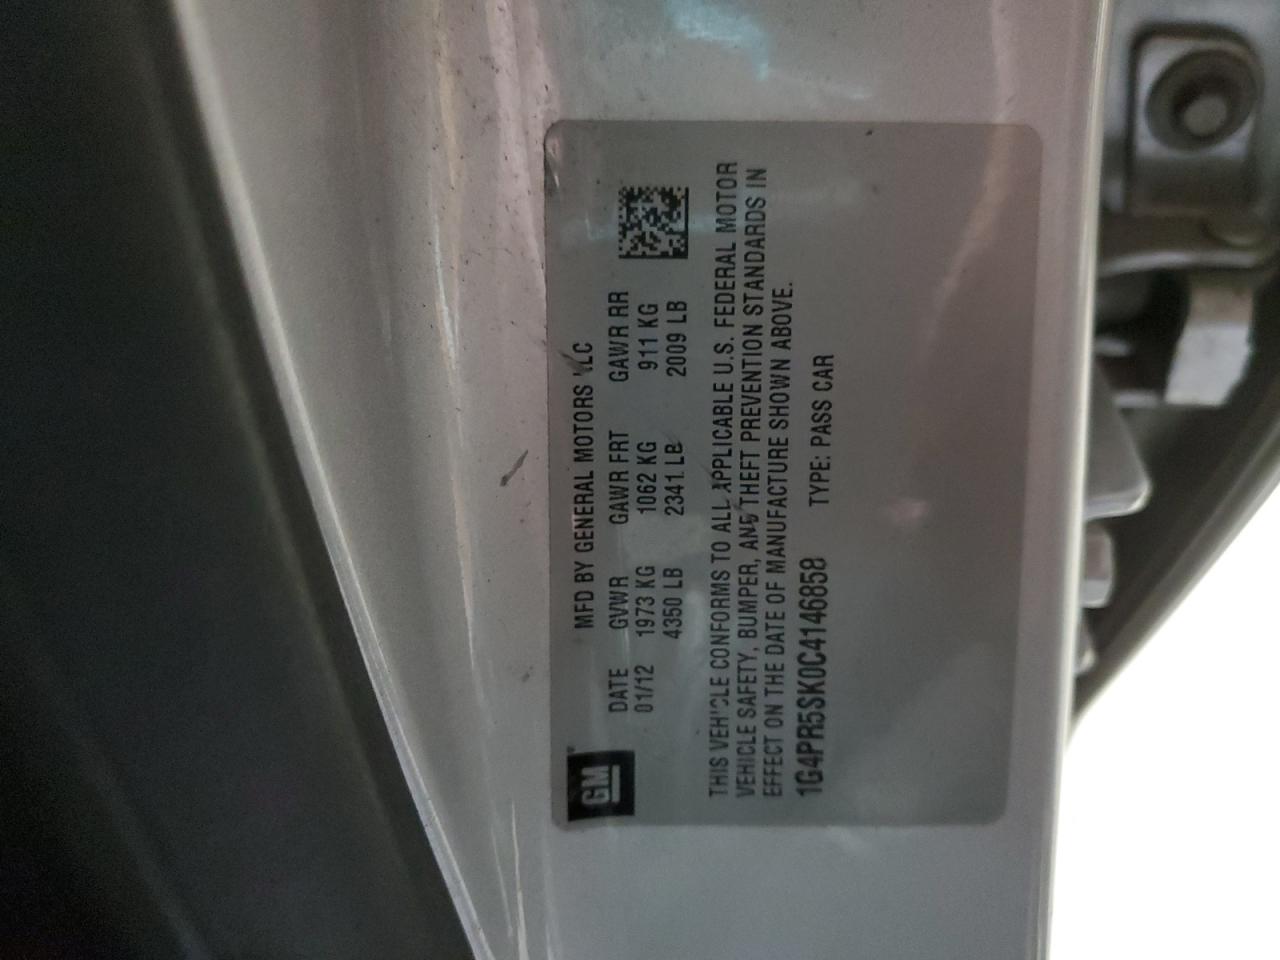 GM
MFD BY GENERAL MOTORS LLC
DATE GVWR GAWR FRT GAWR RR
01/12 1973 KG 1062 KG 911 KG
4350 LB 2341 LB 2009 LB
THIS VEHICLE CONFORMS TO ALL APPLICABLE U.S. FEDERAL MOTOR
VEHICLE SAFETY, BUMPER, AND THEFT PREVENTION STANDARDS IN
EFFECT ON THE DATE OF MANUFACTURE SHOWN ABOVE.
1G4PR5SK0C4146858 TYPE: PASS CAR